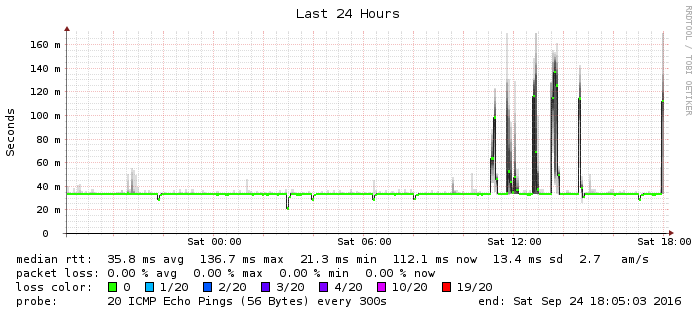 Last 24 Hours
RRDTOOL / TOBI OETIKER
Seconds
160 m
140 m
120 m
100 m
80 m
60 m
40 m
20 m
0
Sat 00:00 Sat 06:00 Sat 12:00 Sat 18:00
median rtt: 35.8 ms avg 136.7 ms max 21.3 ms min 112.1 ms now 13.4 ms sd 2.7 am/s
packet loss: 0.00 % avg 0.00 % max 0.00 % min 0.00 % now
loss color: 0 1/20 2/20 3/20 4/20 10/20 19/20
probe: 20 ICMP Echo Pings (56 Bytes) every 300s end: Sat Sep 24 18:05:03 2016